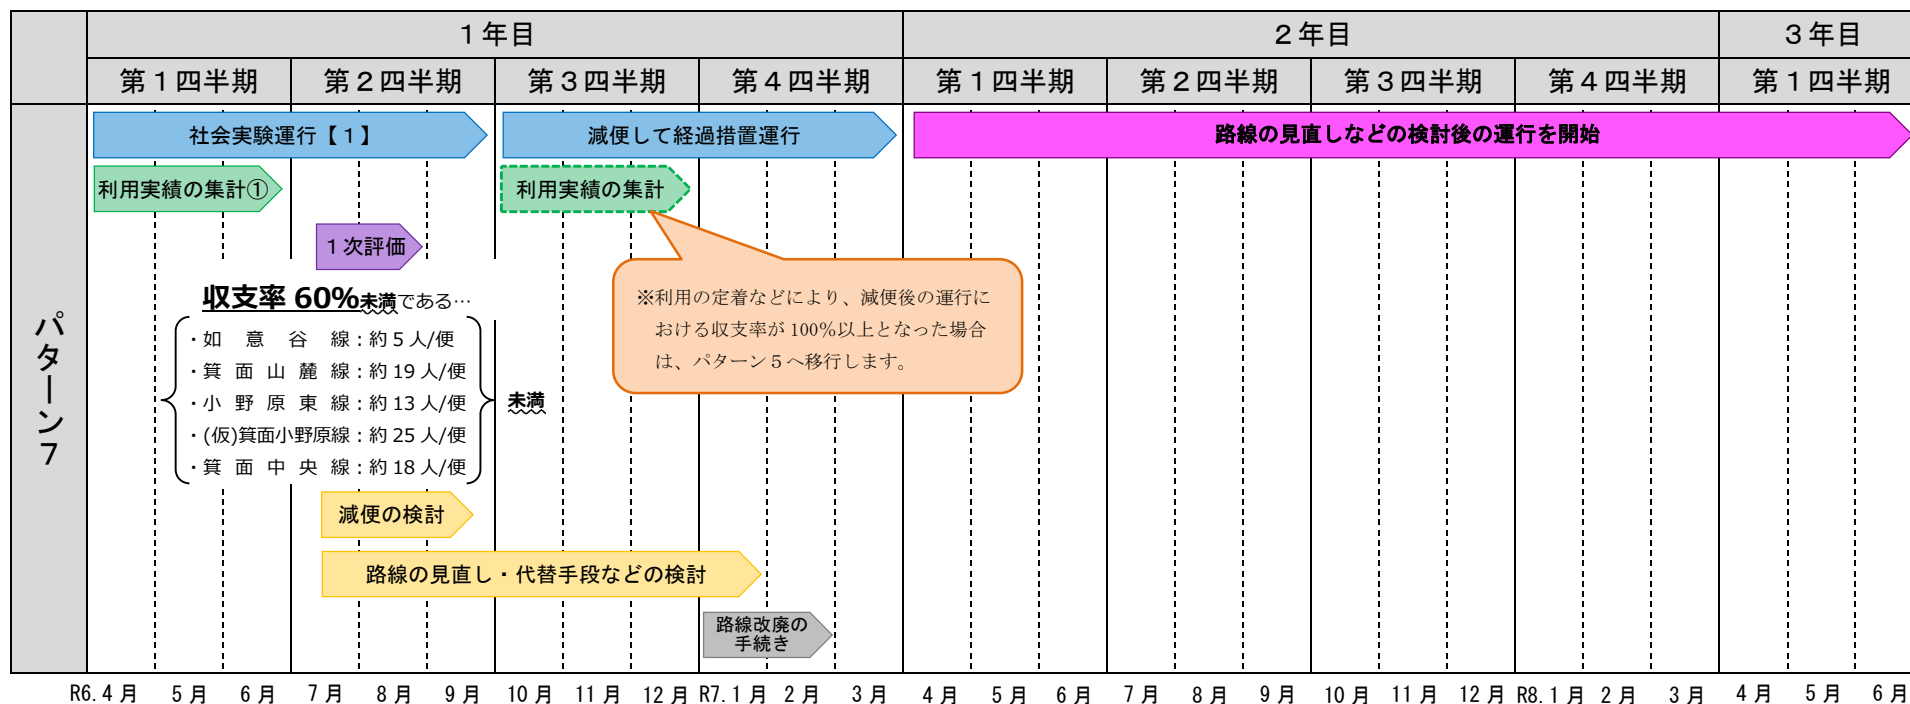 １年目
２年目
３年目
第１四半期
第２四半期
第３四半期
第４四半期
第１四半期
第２四半期
第３四半期
第４四半期
第１四半期
パターン７
社会実験運行【１】
減便して経過措置運行
路線の見直しなどの検討後の運行を開始
利用実績の集計①
利用実績の集計
１次評価
収支率 60%未満である…
・如意谷線：約 5 人/便
・箕面山麓線：約 19 人/便
・小野原東線：約 13 人/便
・(仮)箕面小野原線：約 25 人/便
・箕面中央線：約 18 人/便
未満
※利用の定着などにより、減便後の運行に
おける収支率が 100%以上となった場合
は、パターン５へ移行します。
減便の検討
路線の見直し・代替手段などの検討
路線改廃の
手続き
R6.４月 ５月 ６月 ７月 ８月 ９月 10 月 11 月 12 月 R7.１月 ２月 ３月 ４月 ５月 ６月 ７月 ８月 ９月 10 月 11 月 12 月 R8.１月 ２月 ３月 ４月 ５月 ６月